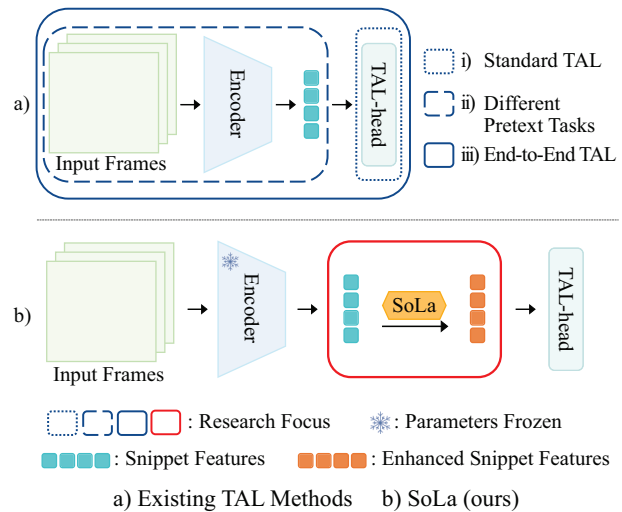 a)
Input Frames
Encoder
TAL-head
i) Standard TAL
ii) Different
Pretext Tasks
iii) End-to-End TAL
b)
Input Frames
Encoder
SoLa
TAL-head
: Research Focus
: Parameters Frozen
: Snippet Features
: Enhanced Snippet Features
a) Existing TAL Methods b) SoLa (ours)